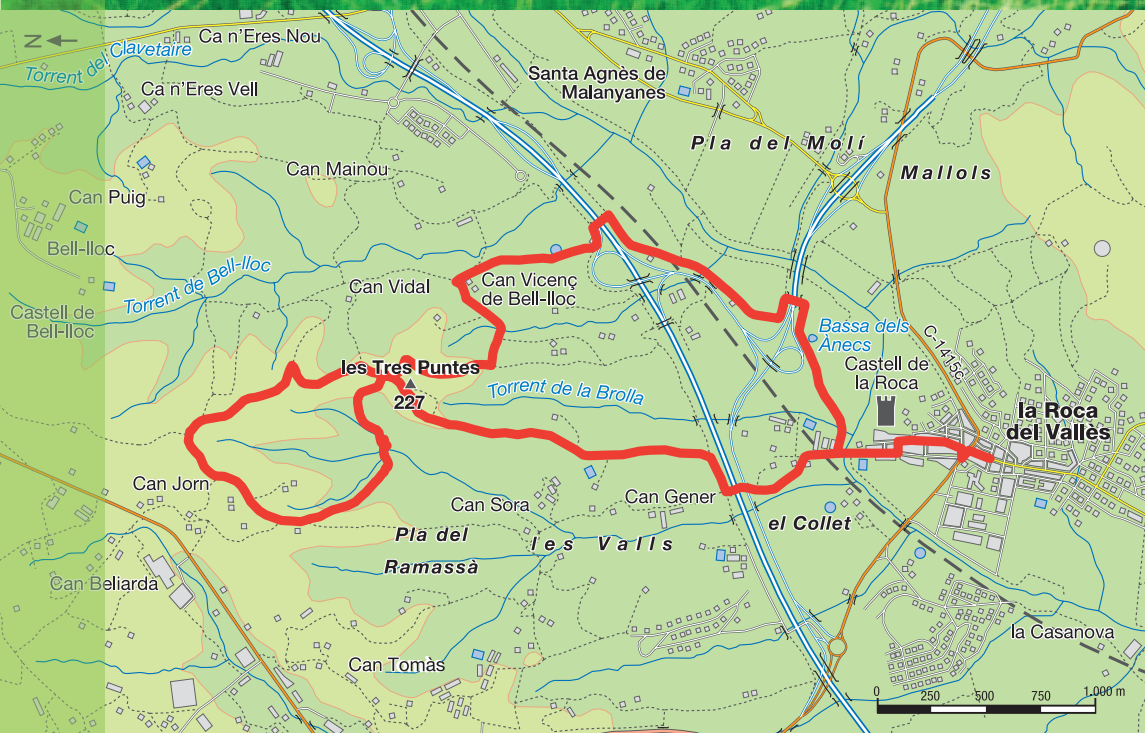 N
Ca n'Eres Nou
Torrent del Clavetaire
Ca n'Eres Vell
Santa Agnès de
Malanyanes
Pla del Molí
Mallols
Can Mainou
Can Puig
Bell-lloc
Torrent de Bell-lloc
Can Vidal
Can Vicenç
de Bell-lloc
Castell de
Bell-lloc
Bassa dels
Ànecs
C-1415c
Castell de
la Roca
les Tres Puntes
227
Torrent de la Brolla
la Roca
del Vallès
Can Jorn
Can Sora
Can Gener
el Collet
Pla del
Ramassà
les Valls
Can Beliarda
la Casanova
Can Tomàs
0 250 500 750 1.000 m